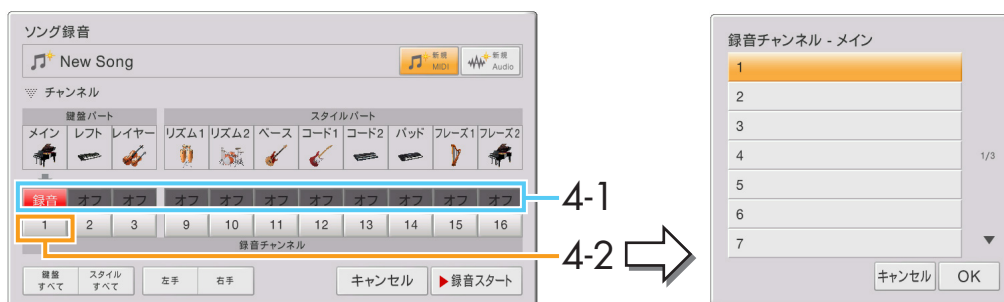 ソング録音
New Song
新規
MIDI
新規
Audio
チャンネル
鍵盤パート
スタイルパート
メイン レフト レイヤー リズム1 リズム2 ベース コード1 コード2 パッド フレーズ1 フレーズ2
録音 オフ オフ オフ オフ オフ オフ オフ オフ オフ オフ
4-1
1 2 3 9 10 11 12 13 14 15 16
録音チャンネル
4-2
鍵盤
すべて
スタイル
すべて
左手
右手
キャンセル
録音スタート
録音チャンネル - メイン
1
2
3
4
1/3
5
6
7
キャンセル
OK